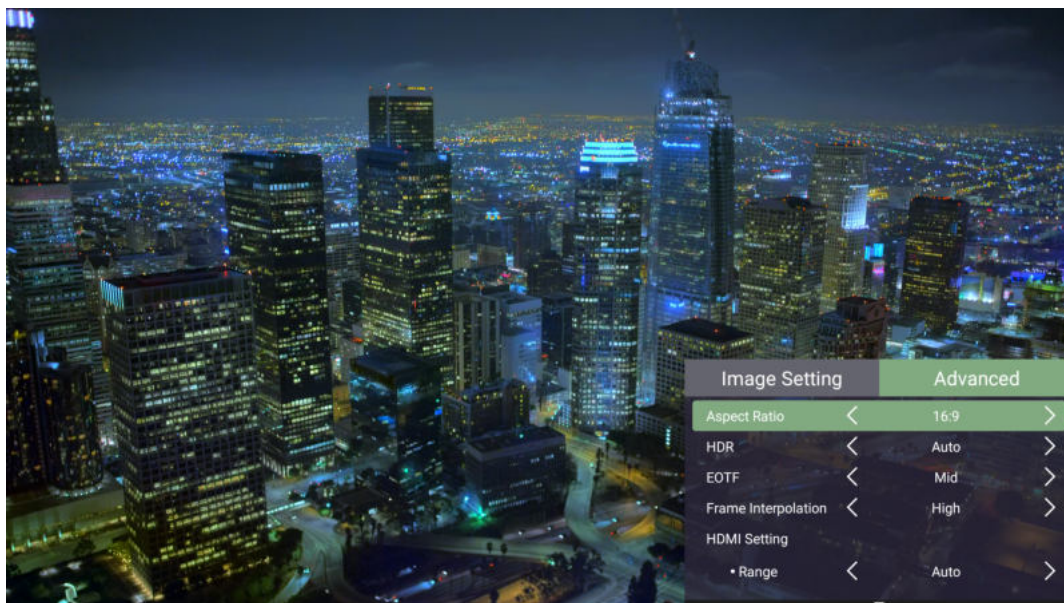 Image Setting Advanced
Aspect Ratio 16:9
HDR Auto
EOTF Mid
Frame Interpolation High
HDMI Setting
• Range Auto